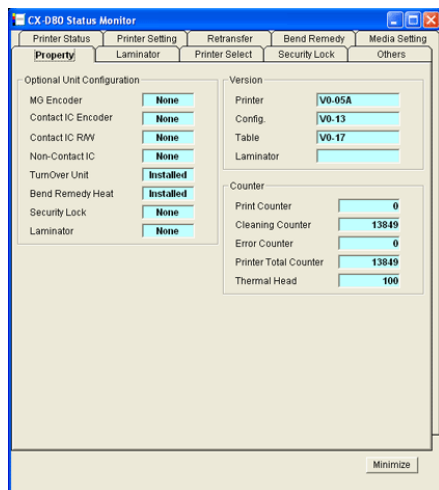 CX-D80 Status Monitor
Printer Status Printer Setting Retransfer Bend Remedy Media Setting
Property Laminator Printer Select Security Lock Others
Optional Unit Configuration
MG Encoder None
Contact IC Encoder None
Contact IC R/W None
Non-Contact IC None
TurnOver Unit Installed
Bend Remedy Heat Installed
Security Lock None
Laminator None
Version
Printer V0-05A
Config. V0-13
Table V0-17
Laminator
Counter
Print Counter 0
Cleaning Counter 13849
Error Counter 0
Printer Total Counter 13849
Thermal Head 100
Minimize